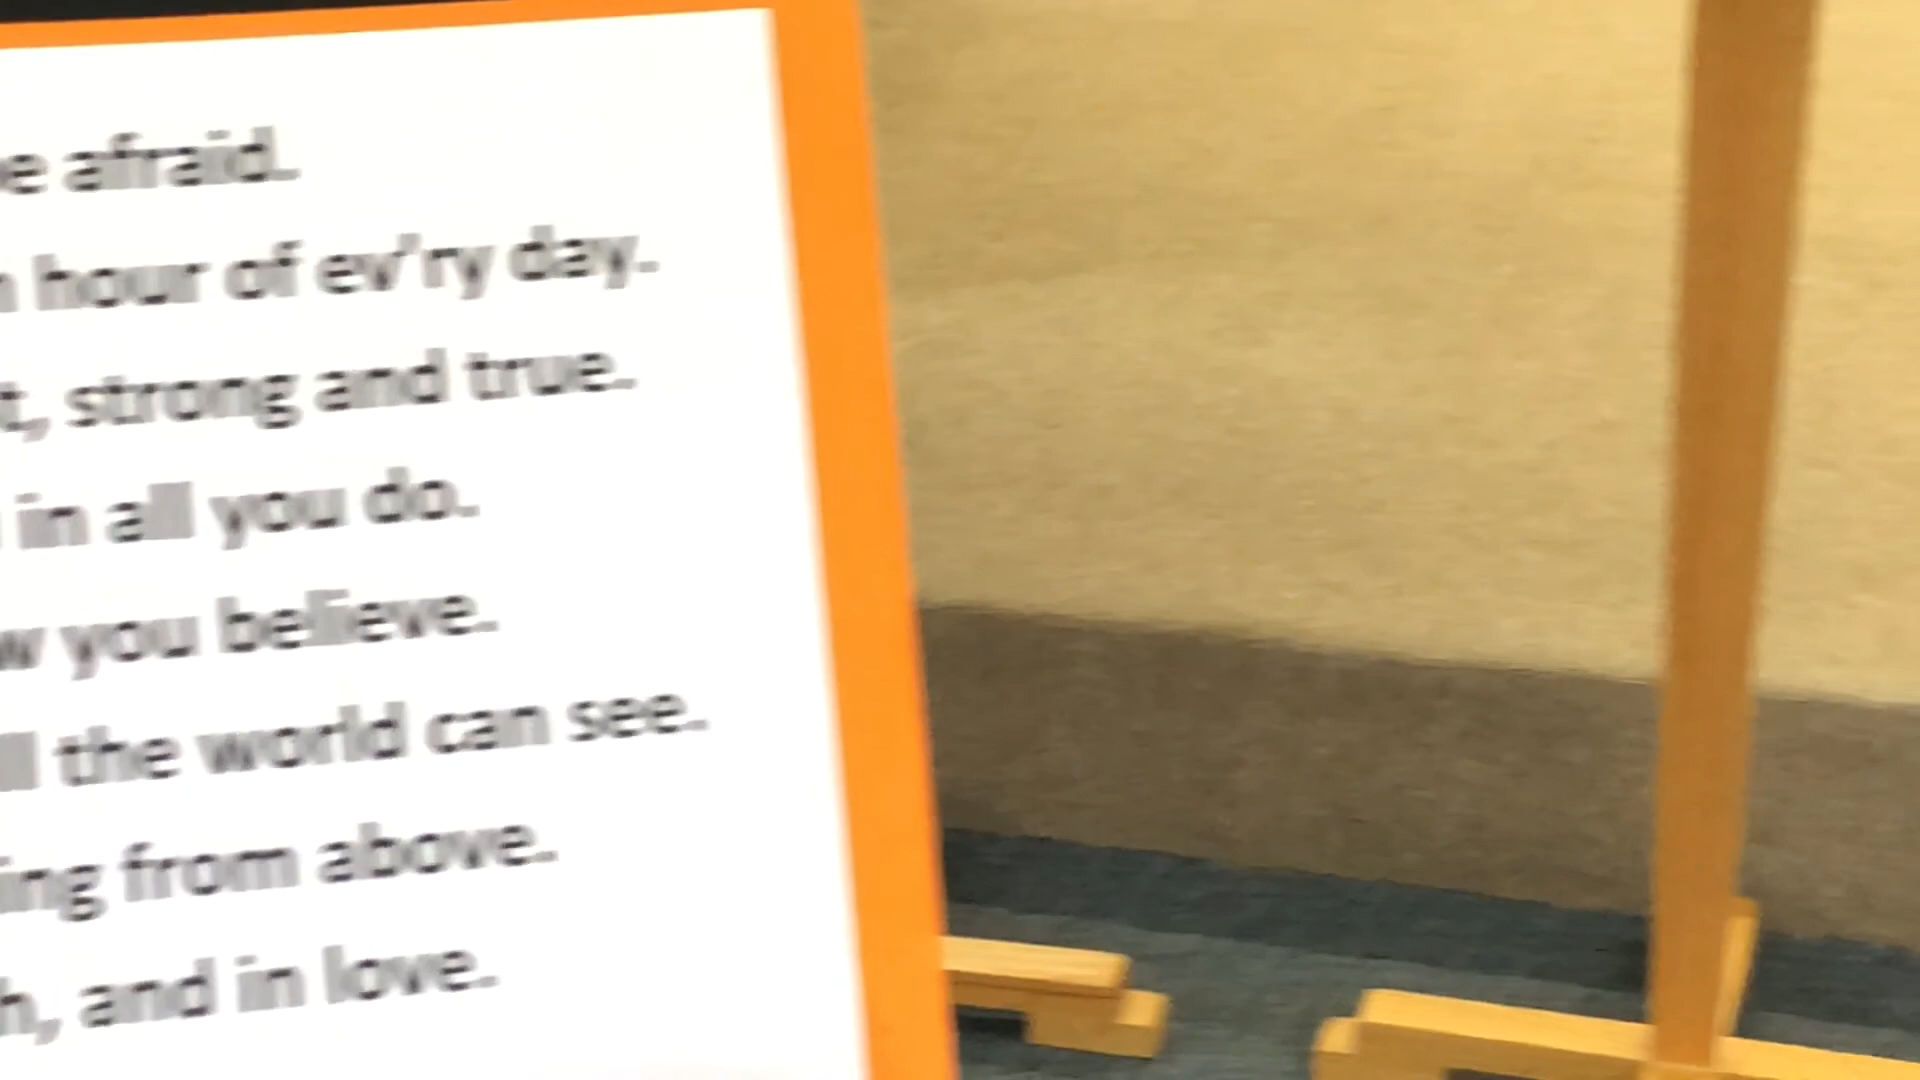 be afraid.
hour of ev'ry day.
strong and true.
in all you do.
you believe.
the world can see.
from above.
and in love.